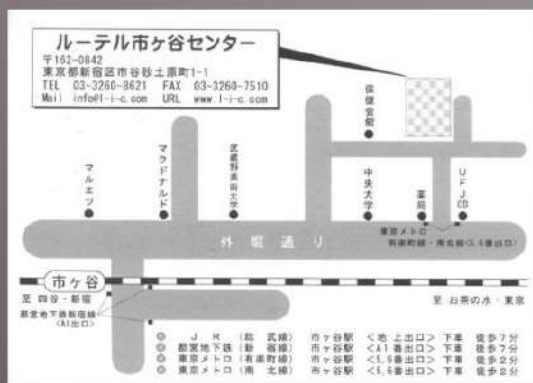 ルーテル市ヶ谷センター
〒162-0842
東京都新宿区市谷砂土原町1-1
TEL 03-3260-8621 FAX 03-3260-7510
Mail info@l-i-c.com URL www.l-i-c.com
保健会館
マルエツ
マクドナルド
武蔵野美術大学
中央大学
薬局
UFJCD
東京メトロ
有楽町線・南北線<5,6番出口>
外堀通り
市ヶ谷
至 四谷・新宿
至 お茶の水・東京
都営地下鉄新宿線
<A1出口>
◎ JR (総武線) 市ヶ谷駅 <地上出口> 下車 徒歩7分
◎ 都営地下鉄 (新宿線) 市ヶ谷駅 <A1番出口> 下車 徒歩7分
◎ 東京メトロ (有楽町線) 市ヶ谷駅 <5,6番出口> 下車 徒歩2分
◎ 東京メトロ (南北線) 市ヶ谷駅 <5,6番出口> 下車 徒歩2分